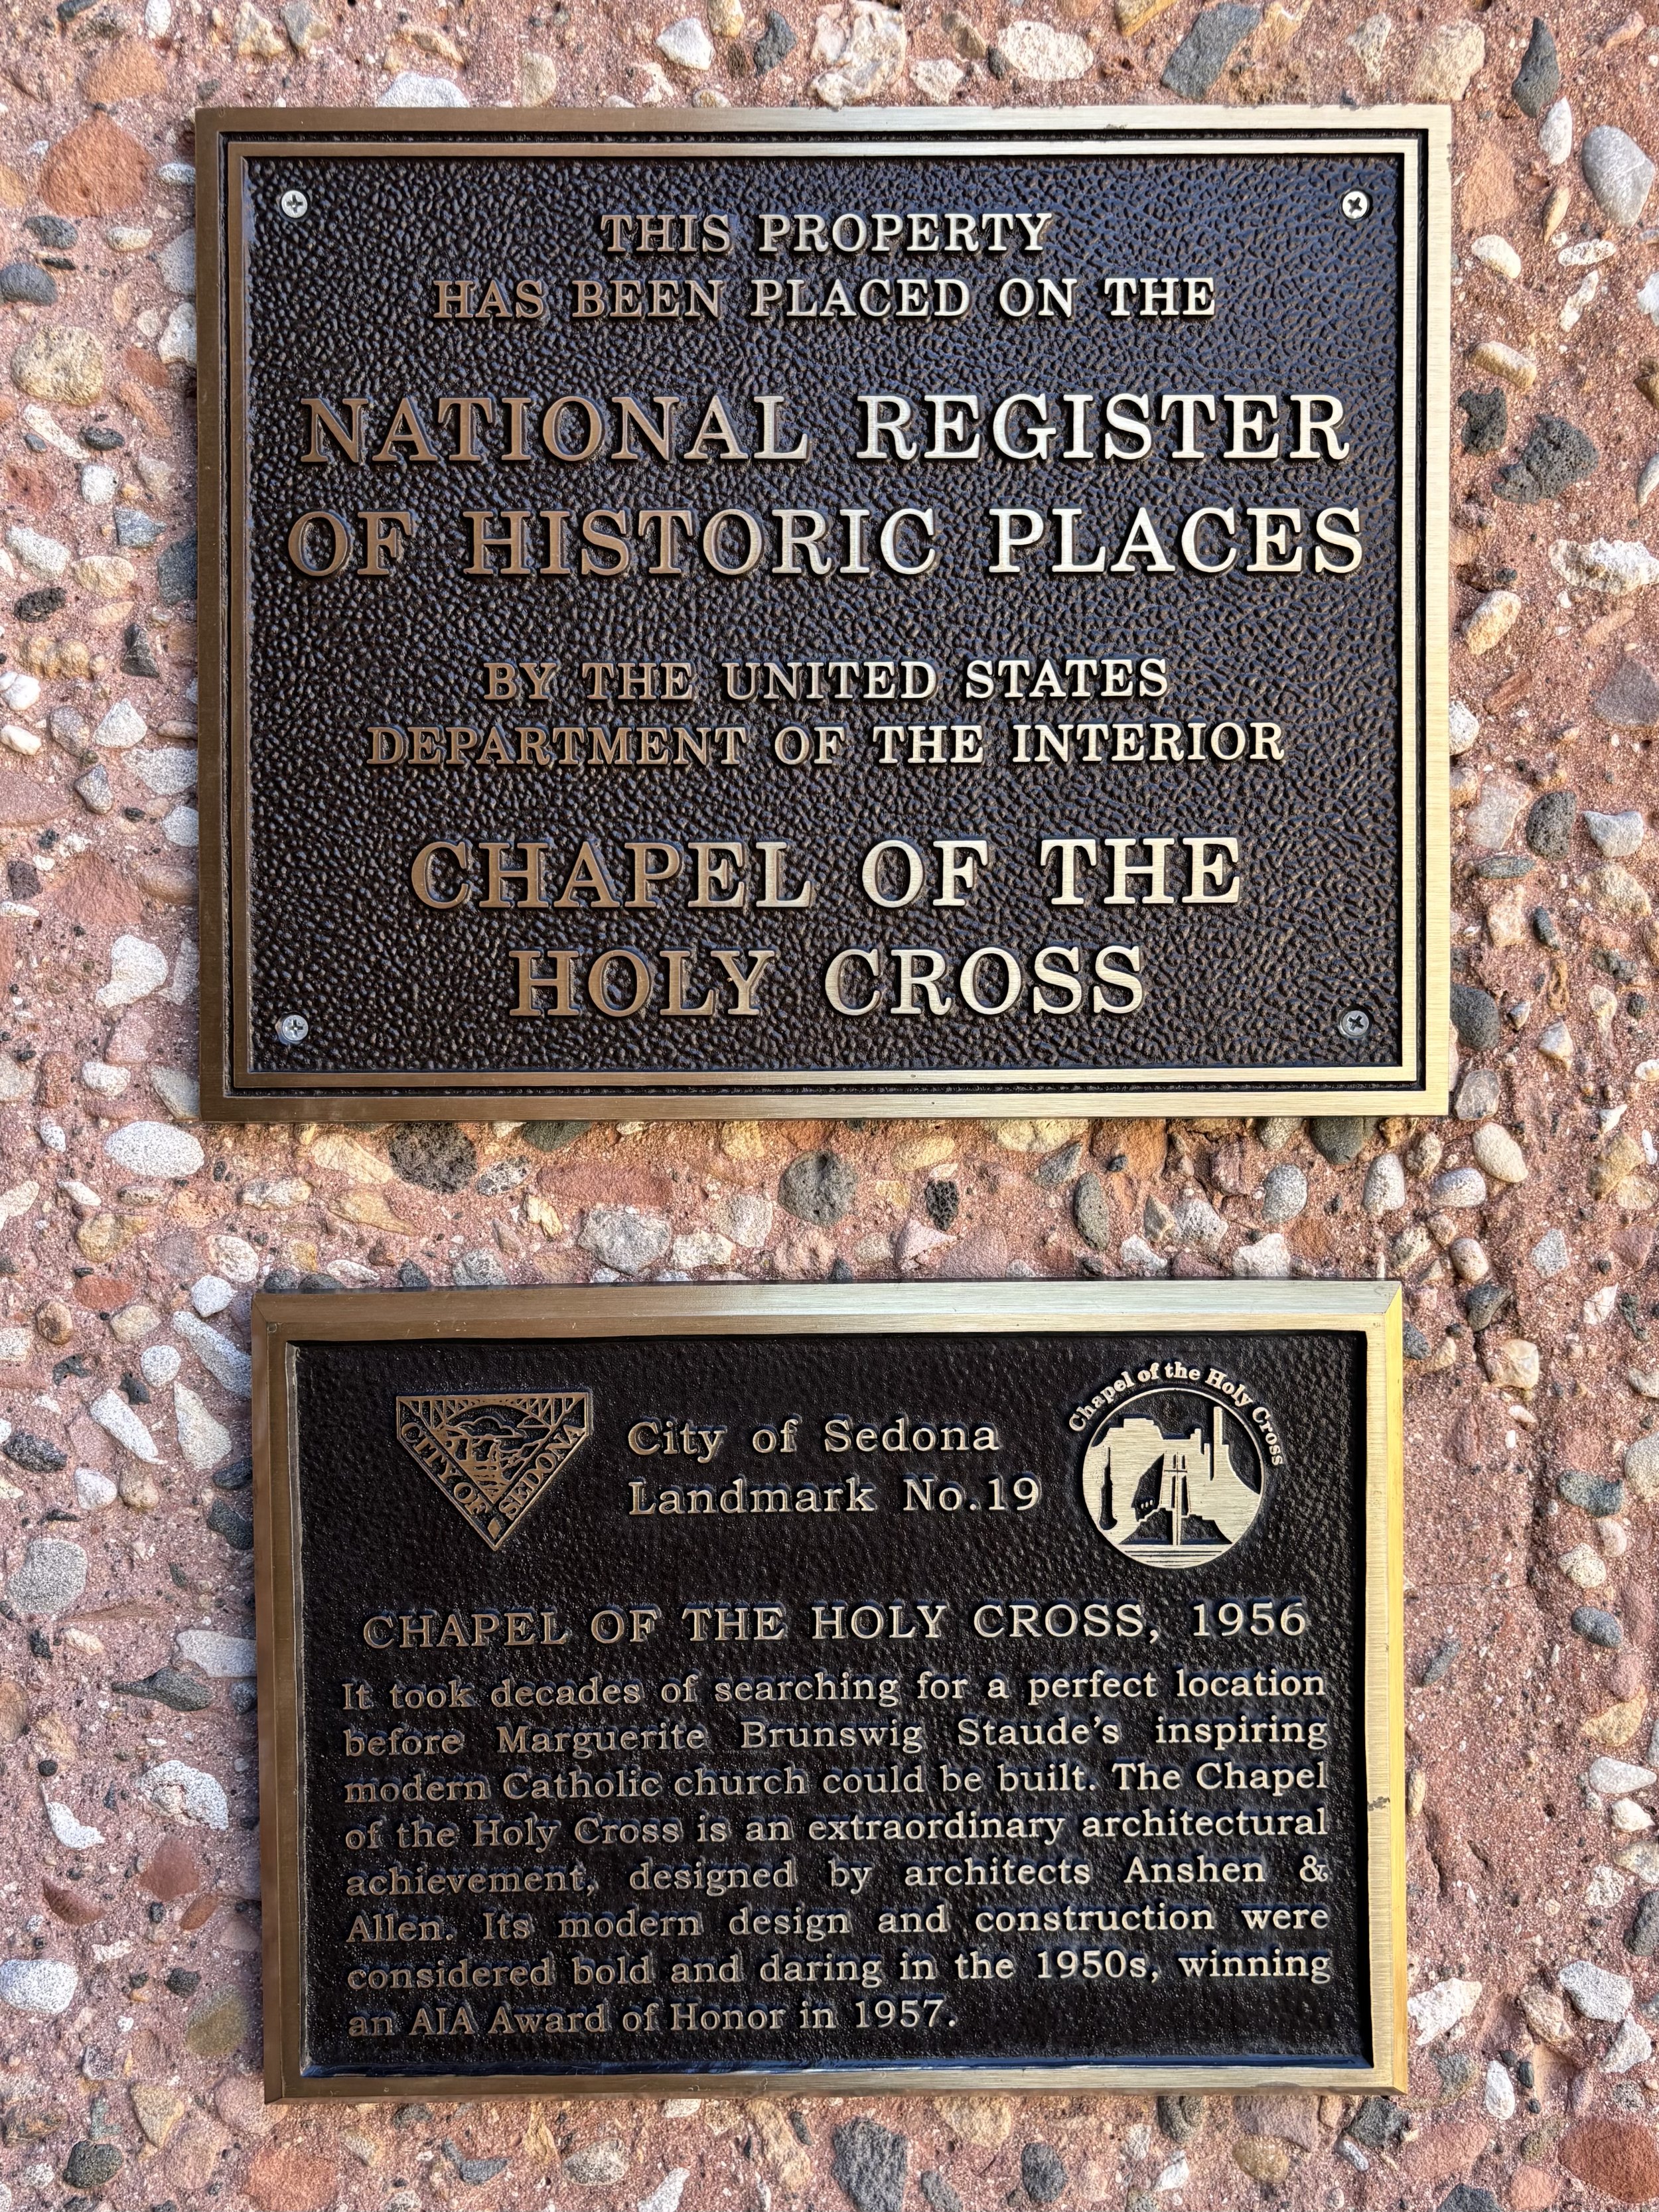 THIS PROPERTY
HAS BEEN PLACED ON THE
NATIONAL REGISTER
OF HISTORIC PLACES
BY THE UNITED STATES
DEPARTMENT OF THE INTERIOR
CHAPEL OF THE
HOLY CROSS
CITY OF SEDONA
City of Sedona
Landmark No.19
Chapel of the Holy Cross
CHAPEL OF THE HOLY CROSS, 1956
It took decades of searching for a perfect location
before Marguerite Brunswig Staude's inspiring
modern Catholic church could be built. The Chapel
of the Holy Cross is an extraordinary architectural
achievement, designed by architects Anshen &
Allen. Its modern design and construction were
considered bold and daring in the 1950s, winning
an AIA Award of Honor in 1957.